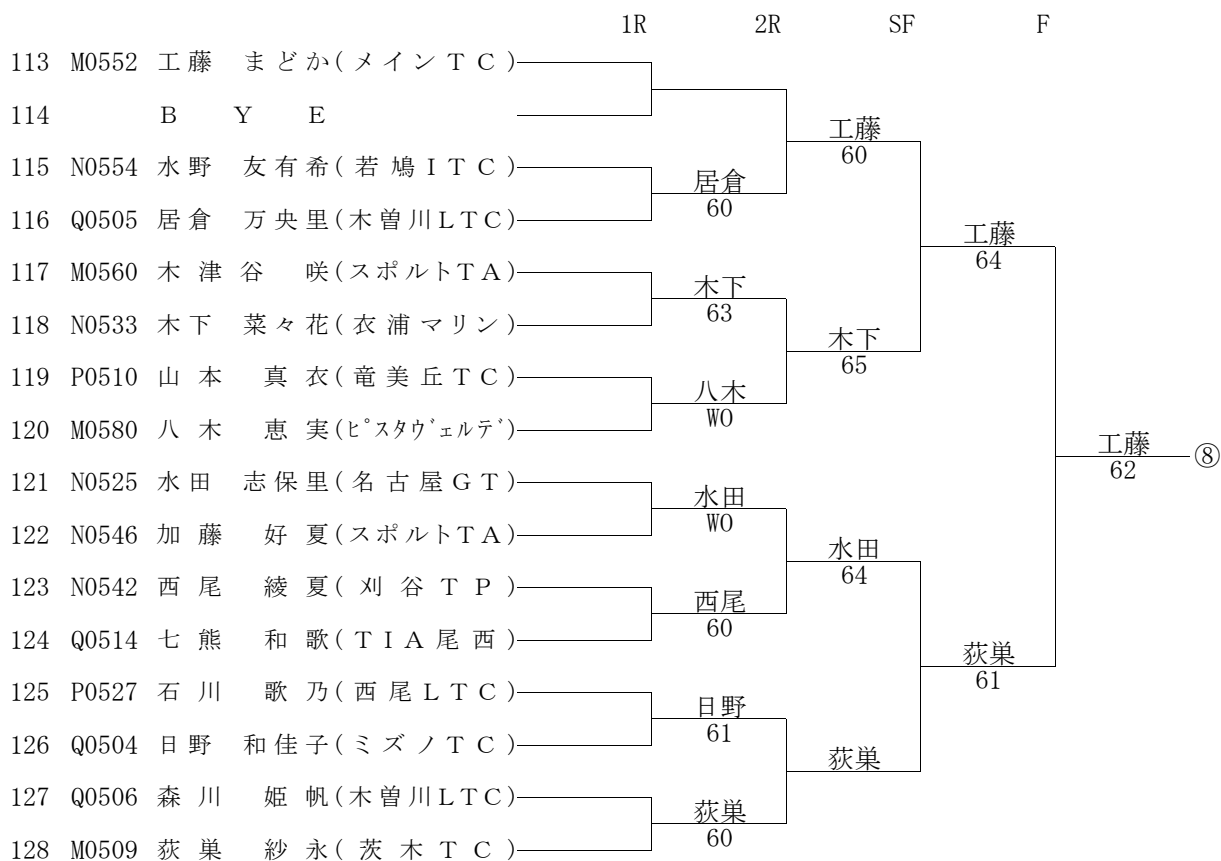 1R 2R SF F
113 M0552 工藤 まどか(メインTC)
114 BYE
工藤
60
115 N0554 水野 友有希(若鳩ITC)
居倉
60
116 Q0505 居倉 万央里(木曽川LTC)
工藤
64
117 M0560 木津谷 咲(スポルトTA)
木下
63
118 N0533 木下 菜々花(衣浦マリン)
木下
65
119 P0510 山本 真衣(竜美丘TC)
八木
WO
120 M0580 八木 恵実(ピスタヴェルデ)
工藤
62
⑧
121 N0525 水田 志保里(名古屋GT)
水田
WO
122 N0546 加藤 好夏(スポルトTA)
水田
64
123 N0542 西尾 綾夏(刈谷TP)
西尾
60
124 Q0514 七熊 和歌(TIA尾西)
荻巣
61
125 P0527 石川 歌乃(西尾LTC)
日野
61
126 Q0504 日野 和佳子(ミズノTC)
荻巣
127 Q0506 森川 姫帆(木曽川LTC)
荻巣
60
128 M0509 荻巣 紗永(茨木TC)